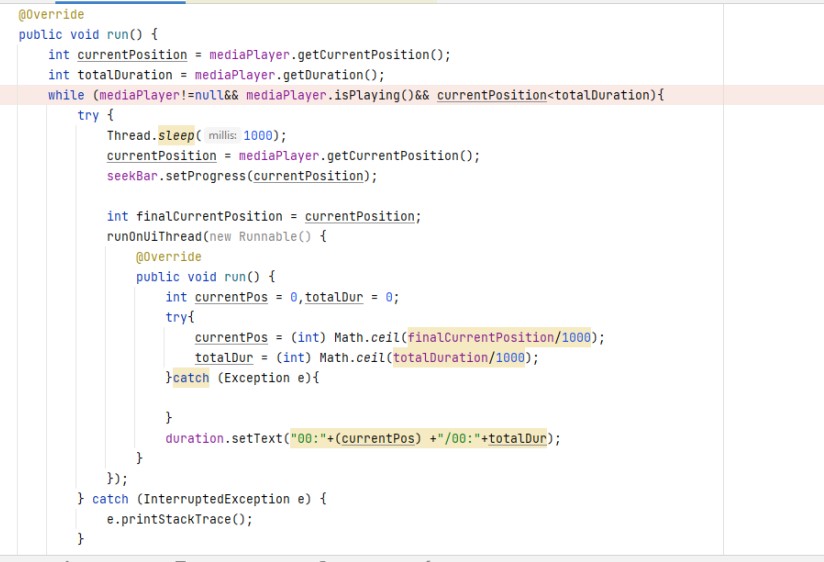 @Override
public void run() {
int currentPosition = mediaPlayer.getCurrentPosition();
int totalDuration = mediaPlayer.getDuration();
while (mediaPlayer!=null&& mediaPlayer.isPlaying()&& currentPosition<totalDuration){
try {
Thread.sleep( millis: 1000);
currentPosition = mediaPlayer.getCurrentPosition();
seekBar.setProgress(currentPosition);
int finalCurrentPosition = currentPosition;
runOnUiThread(new Runnable() {
@Override
public void run() {
int currentPos = 0,totalDur = 0;
try{
currentPos = (int) Math.ceil(finalCurrentPosition/1000);
totalDur = (int) Math.ceil(totalDuration/1000);
}catch (Exception e){
}
duration.setText("00:"+(currentPos) +"/00:"+totalDur);
}
});
} catch (InterruptedException e) {
e.printStackTrace();
}